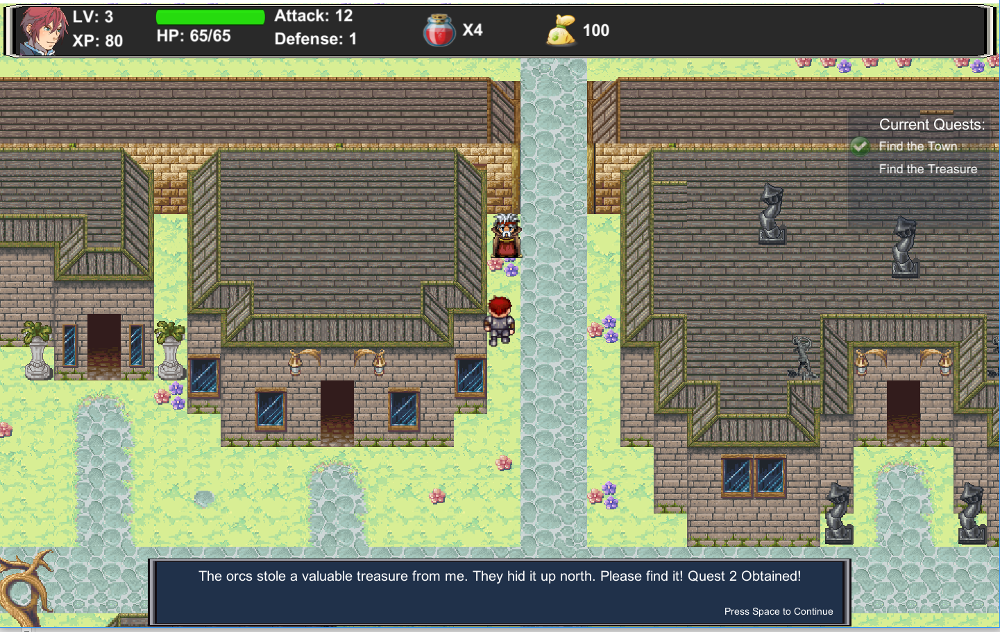 LV: 3
XP: 80
HP: 65/65
Attack: 12
Defense: 1
X4
100
Current Quests:
Find the Town
Find the Treasure
The orcs stole a valuable treasure from me. They hid it up north. Please find it! Quest 2 Obtained!
Press Space to Continue